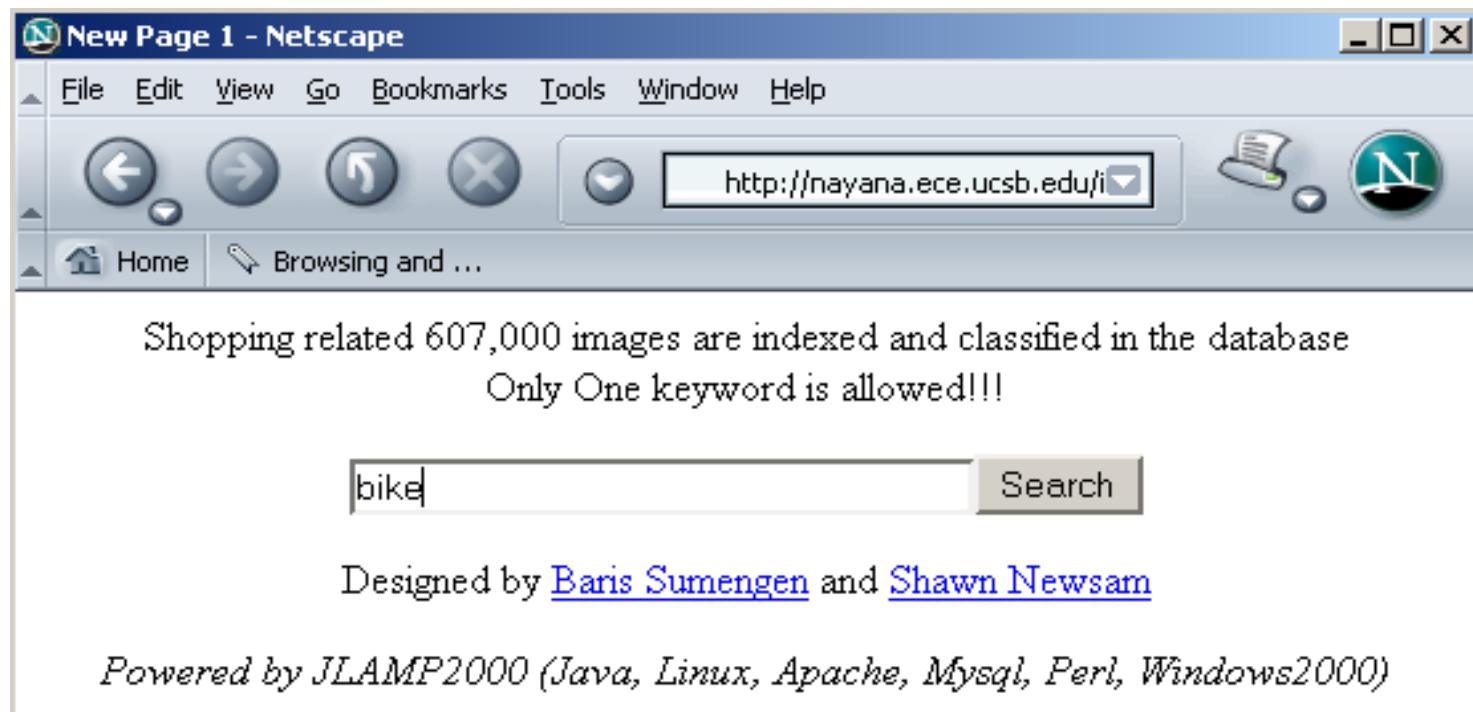 New Page 1 - Netscape
File Edit View Go Bookmarks Tools Window Help
http://nayana.ece.ucsb.edu/i
N
Home Browsing and ...
Shopping related 607,000 images are indexed and classified in the database
Only One keyword is allowed!!!
bike Search
Designed by Baris Sumengen and Shawn Newsam
Powered by JLAMP2000 (Java, Linux, Apache, Mysql, Perl, Windows2000)